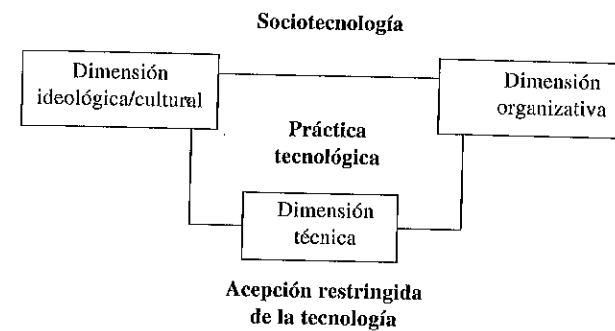 Sociotecnología
Dimensión
ideológica/cultural
Dimensión
organizativa
Práctica
tecnológica
Dimensión
técnica
Acepción restringida
de la tecnología